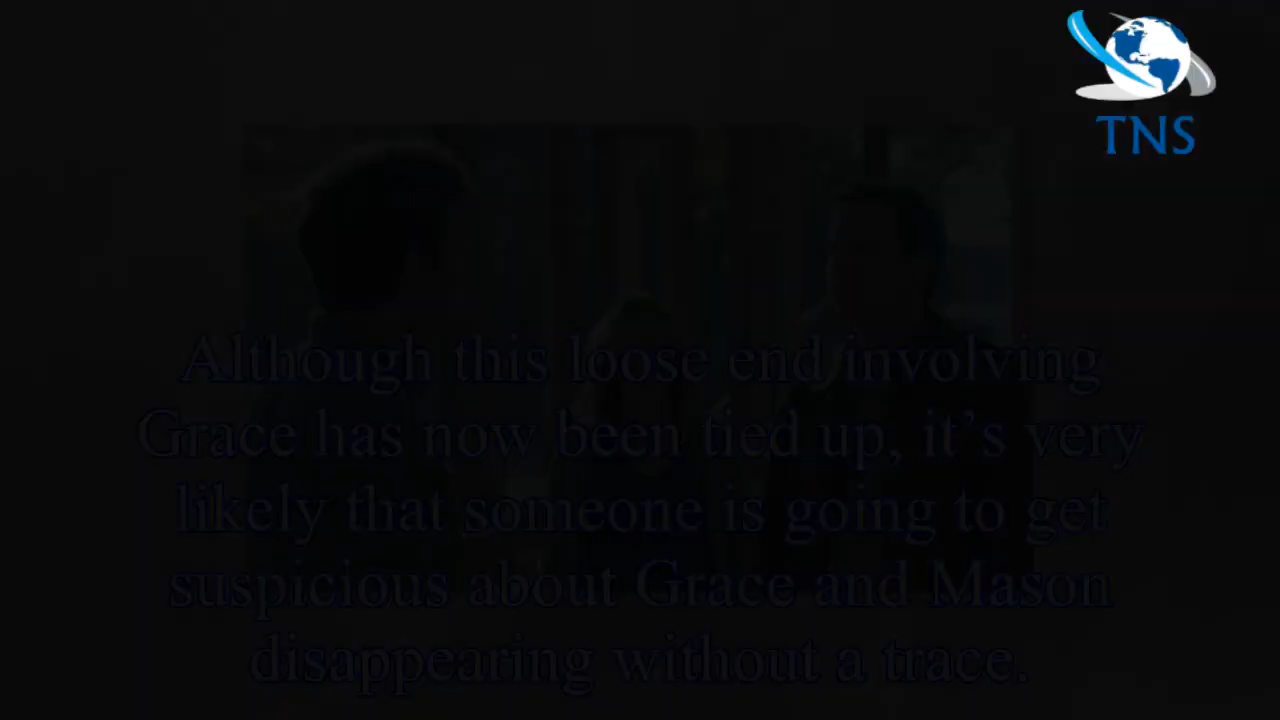 TNS
Although this loose end involving
Grace has now been tied up, it’s very
likely that someone is going to get
suspicious about Grace and Mason
disappearing without a trace.